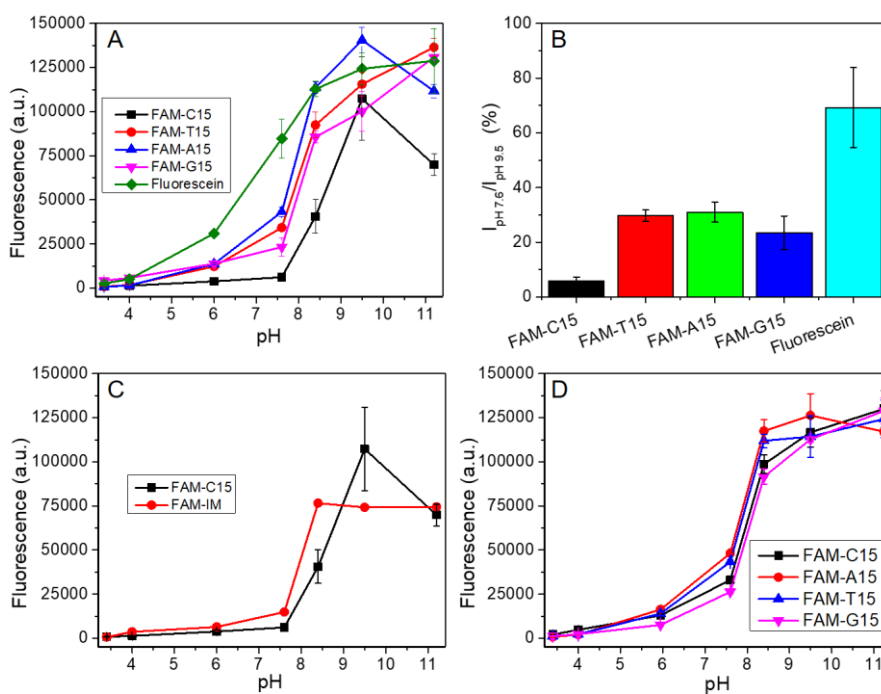 A
Fluorescence (a.u.)
150000
125000
100000
75000
50000
25000
0
FAM-C15
FAM-T15
FAM-A15
FAM-G15
Fluorescein
4 5 6 7 8 9 10 11
pH
B
I pH 7.6/I pH 9.5 (%)
100
80
60
40
20
0
FAM-C15
FAM-T15
FAM-A15
FAM-G15
Fluorescein
C
Fluorescence (a.u.)
150000
125000
100000
75000
50000
25000
0
FAM-C15
FAM-IM
4 5 6 7 8 9 10 11
pH
D
Fluorescence (a.u.)
150000
125000
100000
75000
50000
25000
0
FAM-C15
FAM-A15
FAM-T15
FAM-G15
4 5 6 7 8 9 10 11
pH